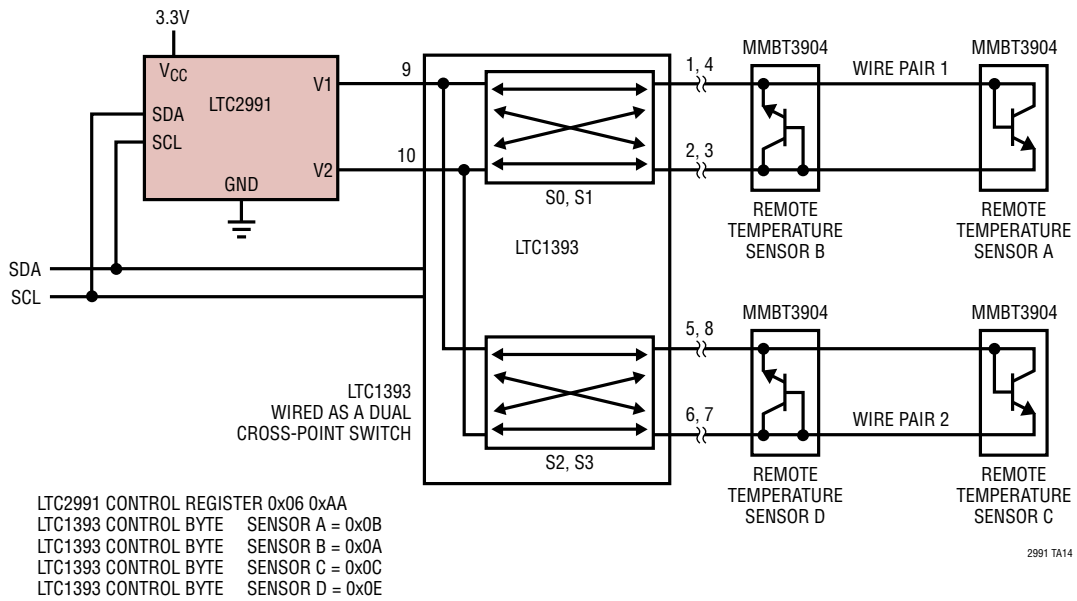 3.3V
VCC
LTC2991
SDA
SCL
GND
V1
V2
9
10
S0, S1
LTC1393
S2, S3
LTC1393
WIRED AS A DUAL
CROSS-POINT SWITCH
SDA
SCL
1, 4
2, 3
5, 8
6, 7
MMBT3904
WIRE PAIR 1
MMBT3904
REMOTE
TEMPERATURE
SENSOR B
REMOTE
TEMPERATURE
SENSOR A
MMBT3904
MMBT3904
WIRE PAIR 2
REMOTE
TEMPERATURE
SENSOR D
REMOTE
TEMPERATURE
SENSOR C
LTC2991 CONTROL REGISTER 0x06 0xAA
LTC1393 CONTROL BYTE SENSOR A = 0x0B
LTC1393 CONTROL BYTE SENSOR B = 0x0A
LTC1393 CONTROL BYTE SENSOR C = 0x0C
LTC1393 CONTROL BYTE SENSOR D = 0x0E
2991 TA14